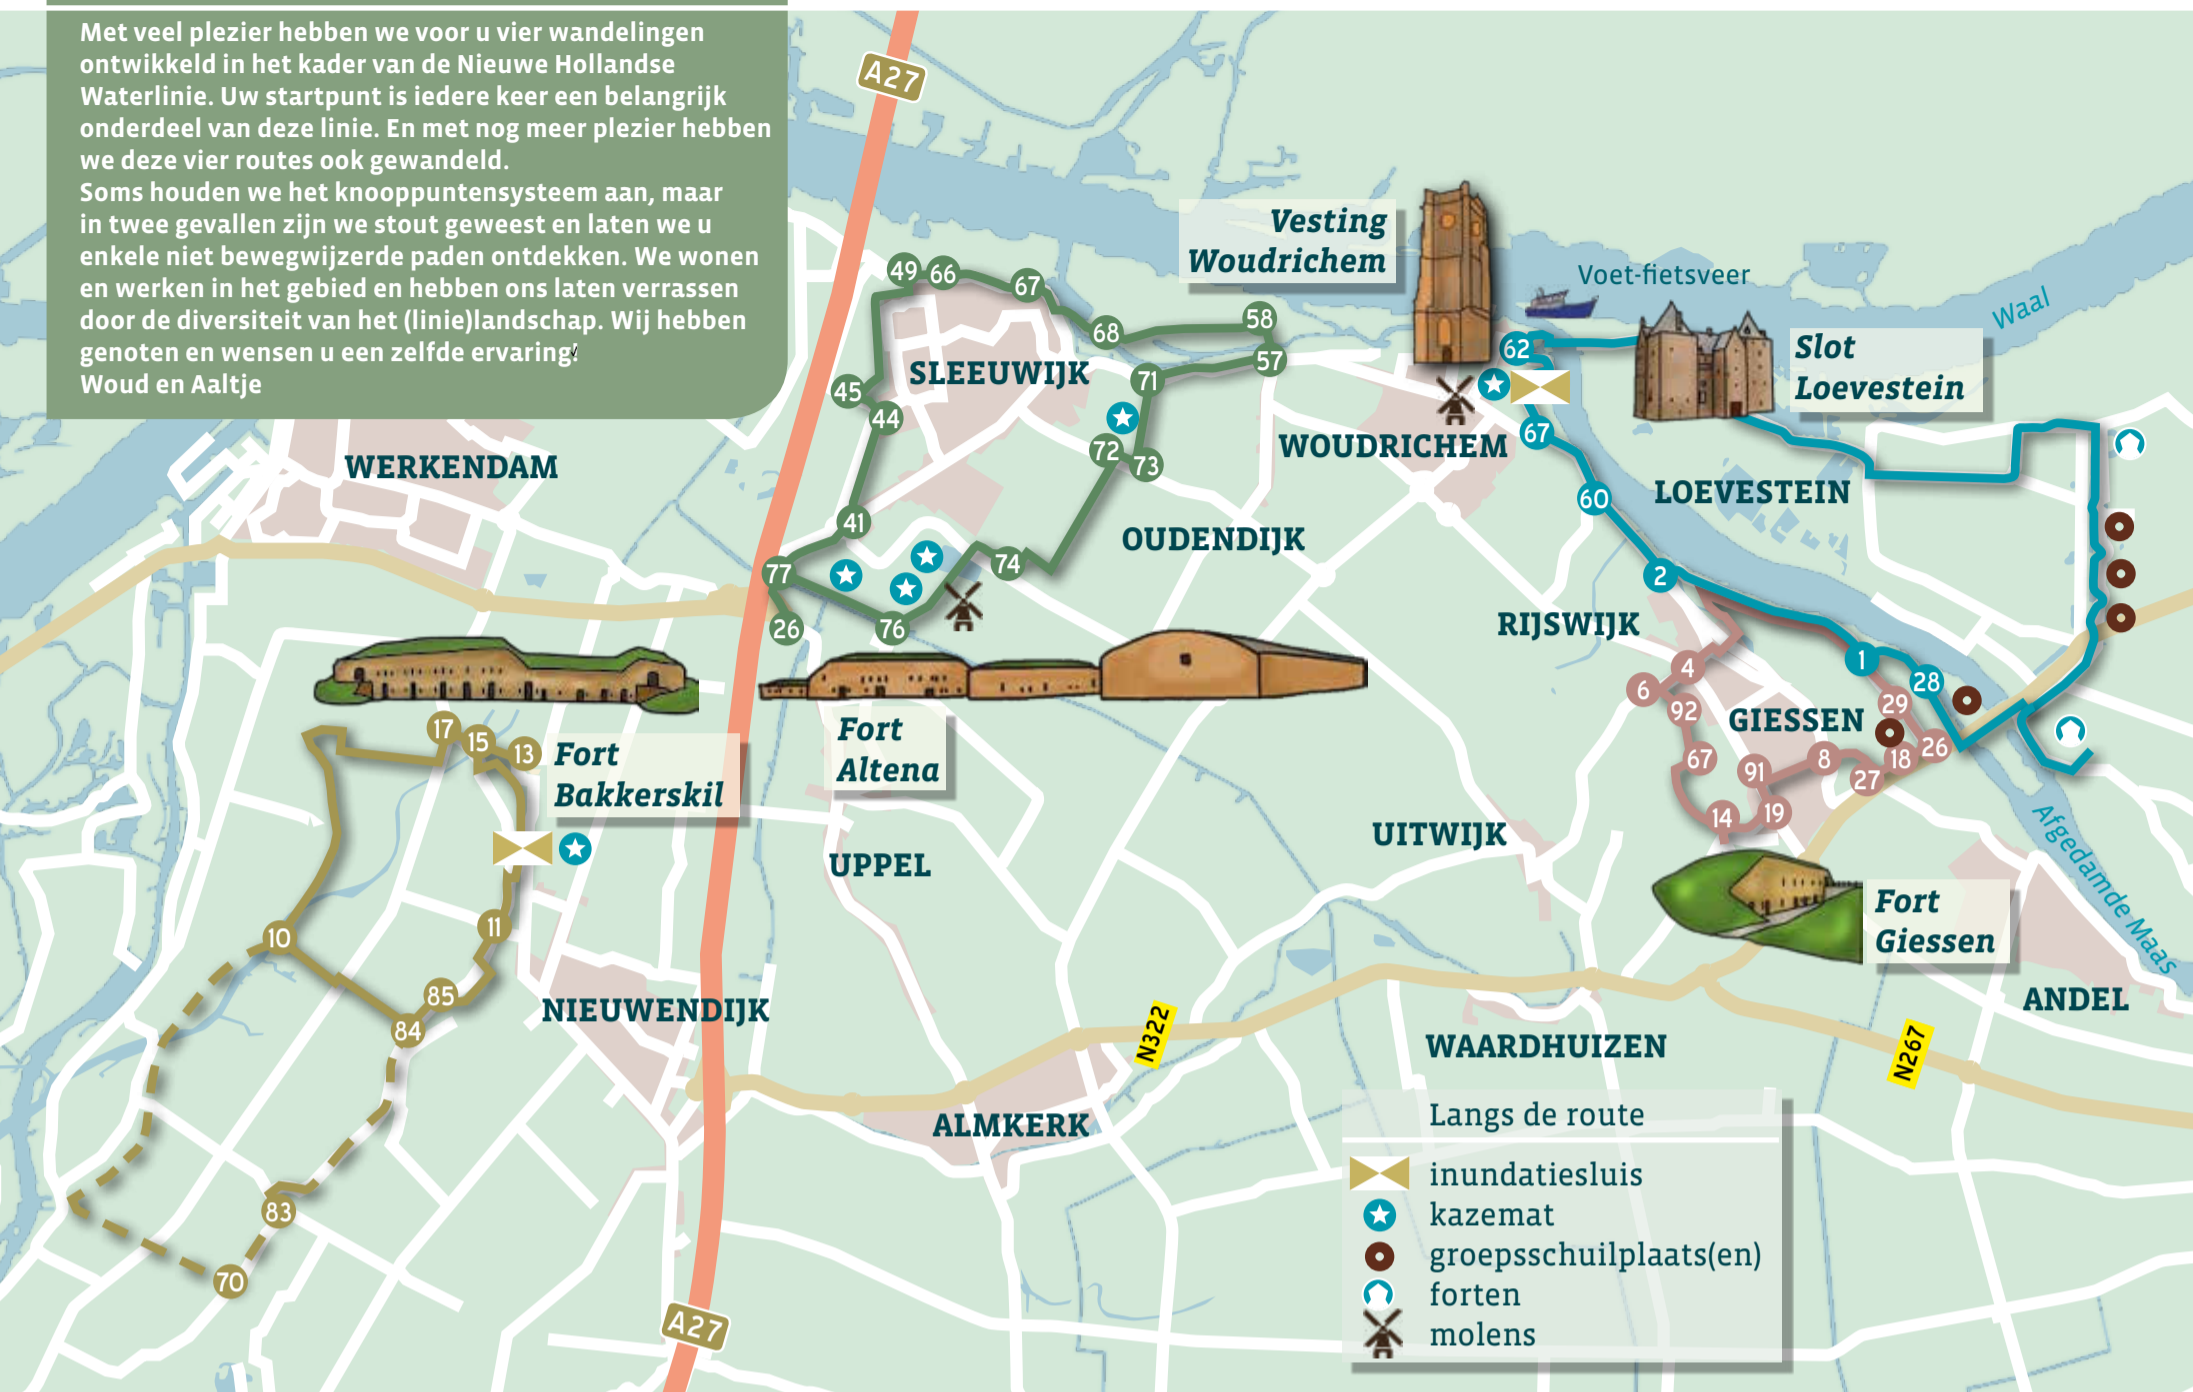 Met veel plezier hebben we voor u vier wandelingen
ontwikkeld in het kader van de Nieuwe Hollandse
Waterlinie. Uw startpunt is iedere keer een belangrijk
onderdeel van deze linie. En met nog meer plezier hebben
we deze vier routes ook gewandeld.
Soms houden we het knooppuntensysteem aan, maar
in twee gevallen zijn we stout geweest en laten we u
enkele niet bewegwijzerde paden ontdekken. We wonen
en werken in het gebied en hebben ons laten verrassen
door de diversiteit van het (linie)landschap. Wij hebben
genoten en wensen u een zelfde ervaring!
Woud en Aaltje
A27
Vesting
Woudrichem
Voet-fietsveer
Waal
Slot
Loevestein
49
66
67
68
58
57
71
45
44
72
73
41
74
77
26
76
SLEEUWIJK
62
67
60
2
1
28
WERKENDAM
WOUDRICHEM
LOEVESTEIN
OUDENDIJK
RIJSWIJK
4
6
92
67
91
8
29
26
18
27
19
14
GIESSEN
17
15
13
Fort
Bakkerskil
Fort
Altena
UITWIJK
UPPEL
Afgedamde Maas
Fort
Giessen
11
10
85
84
83
70
NIEUWENDIJK
ANDEL
N322
WAARDHUIZEN
N267
ALMKERK
Langs de route
inundatiesluis
kazemat
groepsschuilplaats(en)
forten
molens
A27